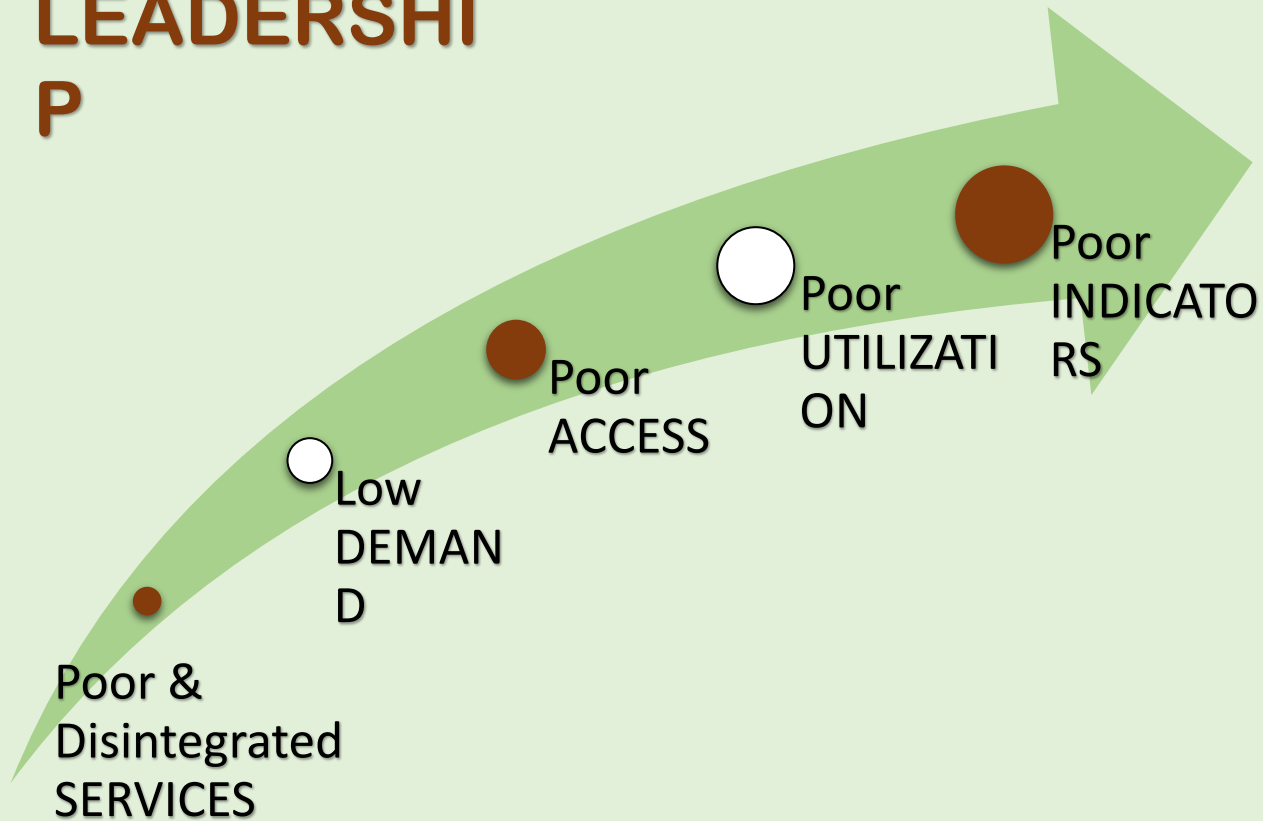 LEADERSHI
P
Poor
INDICATO
RS
Poor
UTILIZATI
ON
Poor
ACCESS
Low
DEMAN
D
Poor &
Disintegrated
SERVICES